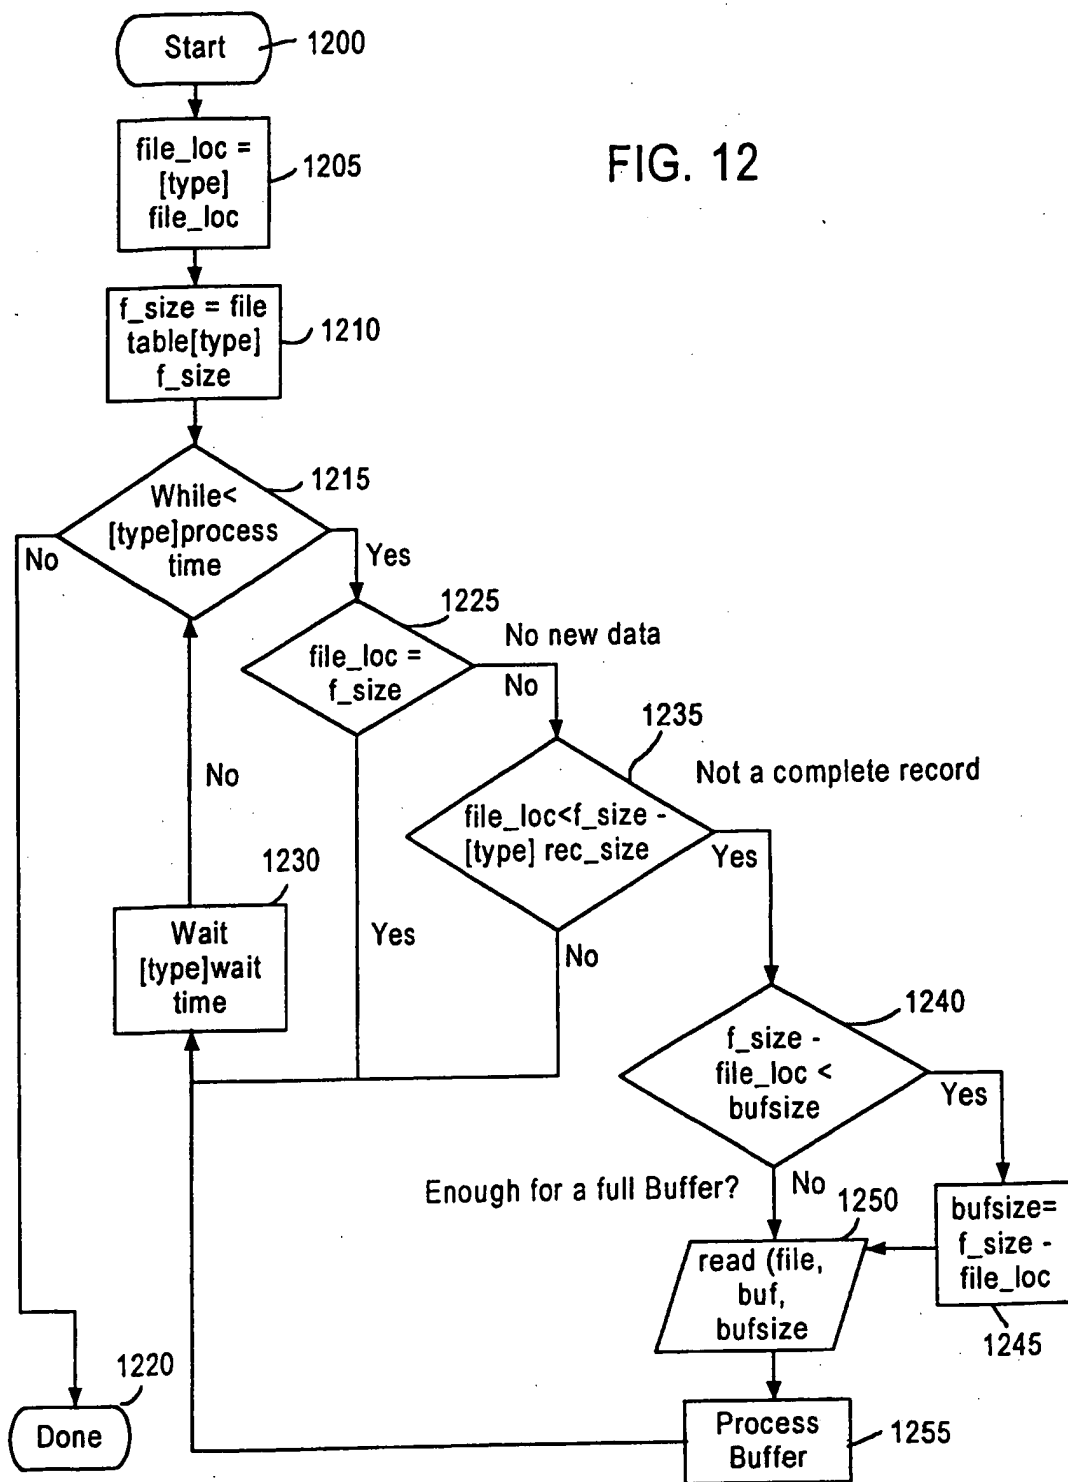 Start
1200
file_loc =
[type]
file_loc
1205
FIG. 12
f_size = file
table[type]
f_size
1210
While<
[type]process
time
1215
No
Yes
file_loc =
f_size
1225
No new data
No
Yes
file_loc<f_size -
[type] rec_size
1235
Not a complete record
Yes
No
No
Wait
[type]wait
time
1230
f_size -
file_loc <
bufsize
1240
Yes
No
Enough for a full Buffer?
bufsize=
f_size -
file_loc
1245
read (file,
buf,
bufsize
1250
Process
Buffer
1255
Done
1220